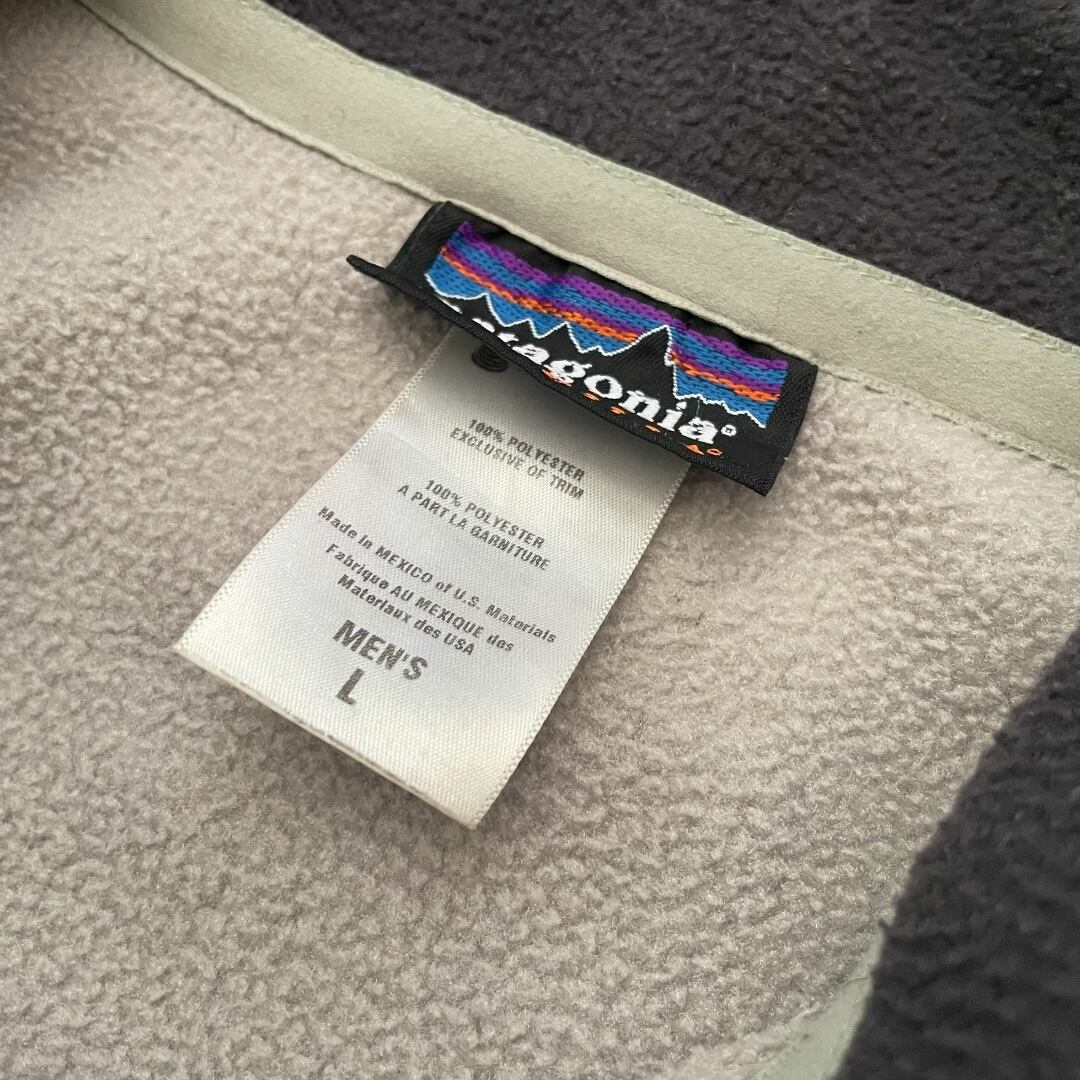 patagonia®
100% POLYESTER
EXCLUSIVE OF TRIM
100% POLYESTER
A PART LA GARNITURE
Made In MEXICO of U.S. Materials
Fabrique AU MEXIQUE des
Materiaux des USA
MEN'S
L